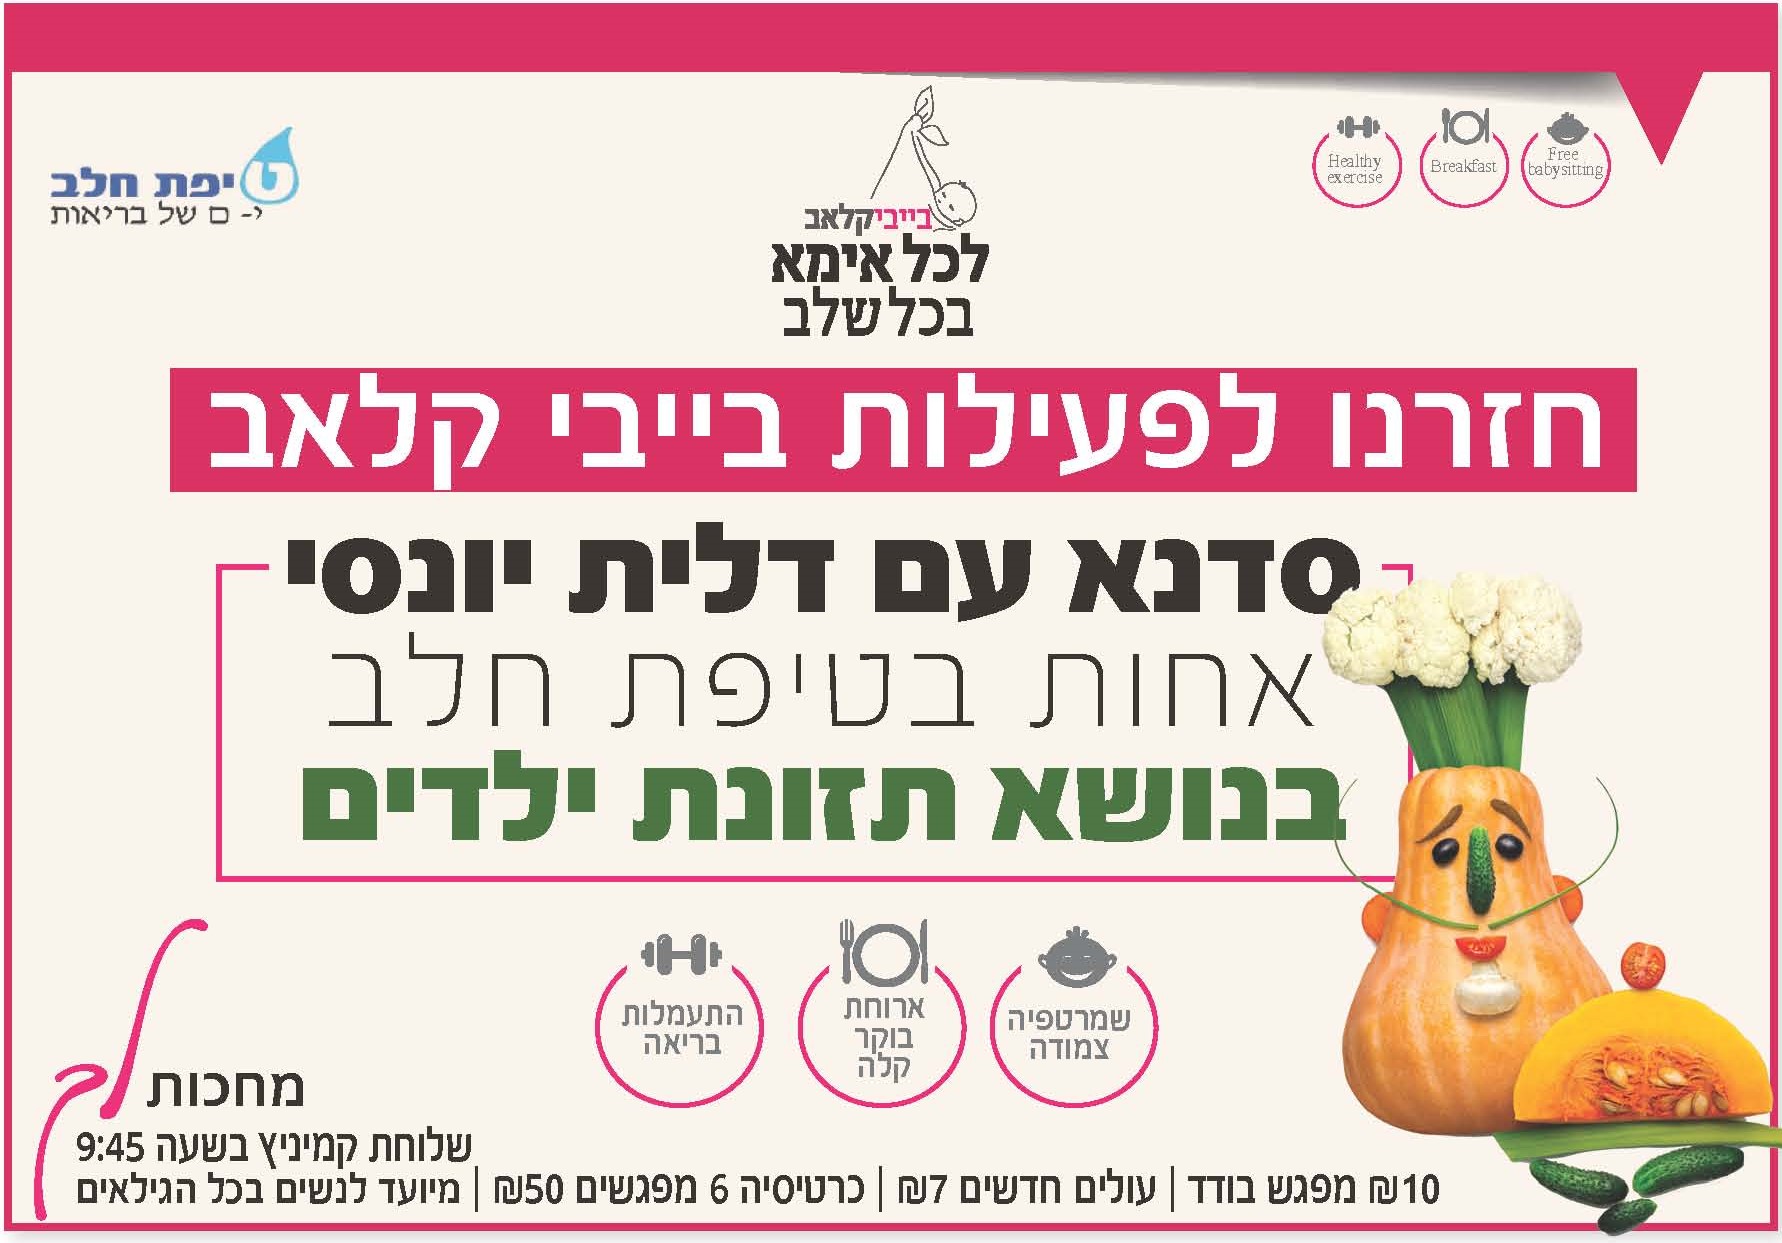 Free
babysitting
Breakfast
Healthy
exercise
טיפת חלב
י- ם של בריאות
בייביקלאב
לכל אימא
בכל שלב
חזרנו לפעילות בייבי קלאב
סדנא עם דלית יונסי
אחות בטיפת חלב
בנושא תזונת ילדים
שמרטפיה
צמודה
ארוחת
בוקר
קלה
התעמלות
בריאה
מחכות לך
שלוחת קמיניץ בשעה 9:45
₪10 מפגש בודד | עולים חדשים ₪7 | כרטיסיה 6 מפגשים ₪50 | מיועד לנשים בכל הגילאים